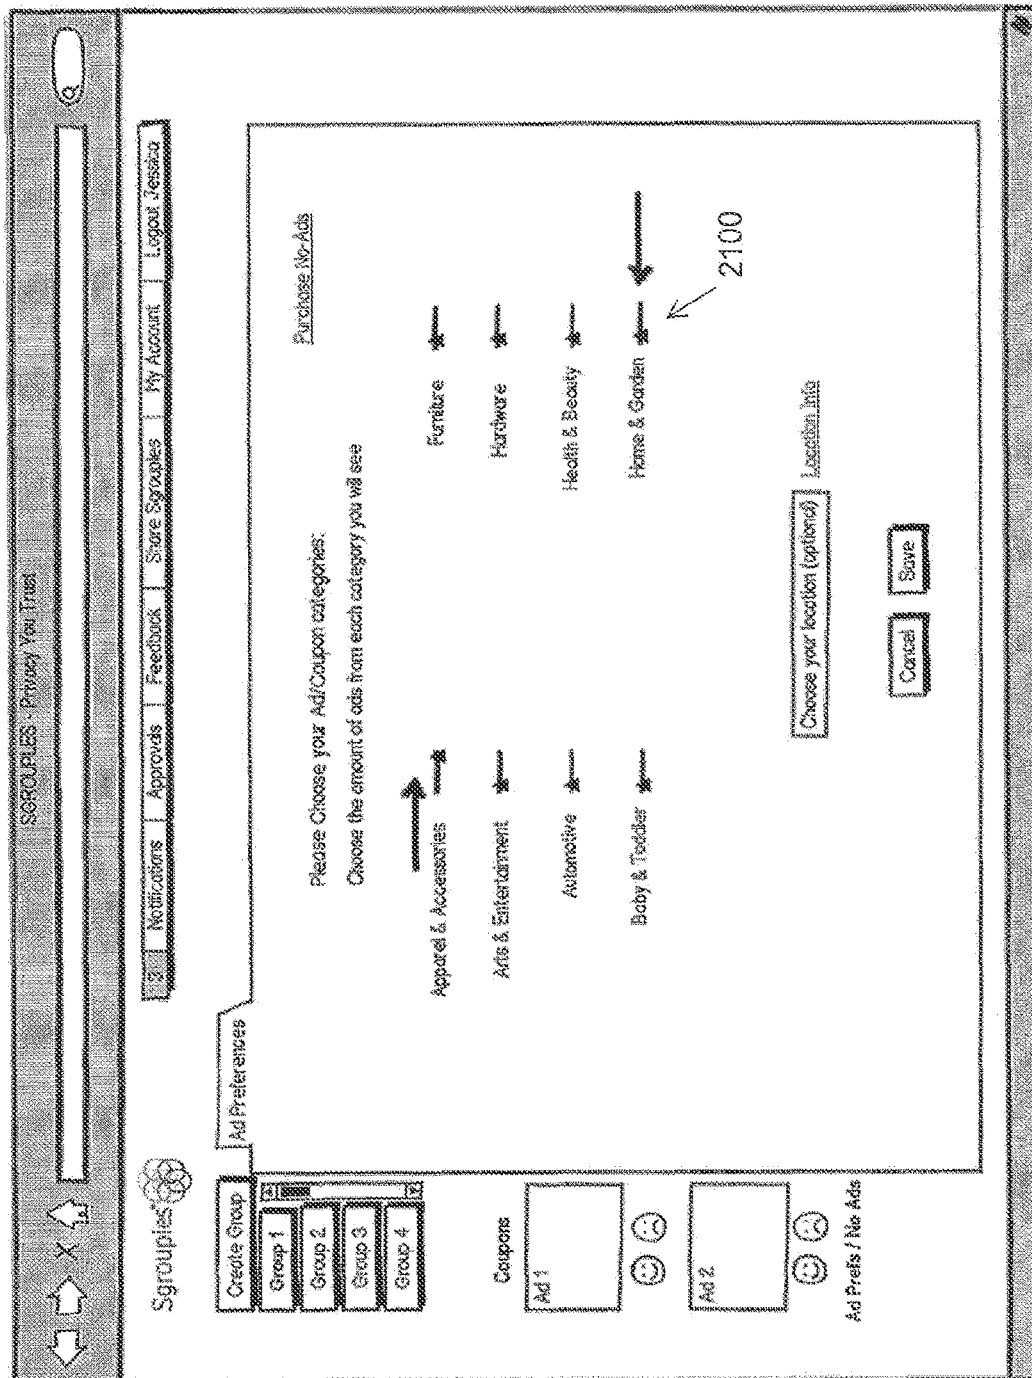 SGROUPLES - Privacy You Trust
Sgrouples
3 Notifications Approvals Feedback Share Sgrouples My Account Logout Jessica
Create Group
Group 1
Group 2
Group 3
Group 4
Coupons
Ad 1
Ad 2
Ad Prefs / No Ads
Ad Preferences
Purchase No-Ads
Please Choose your Ad/Coupon categories:
Choose the amount of ads from each category you will see
Apparel & Accessories
Furniture
Arts & Entertainment
Hardware
Automotive
Health & Beauty
Baby & Toddler
Home & Garden
2100
Choose your location (optional) Location Info
Cancel Save